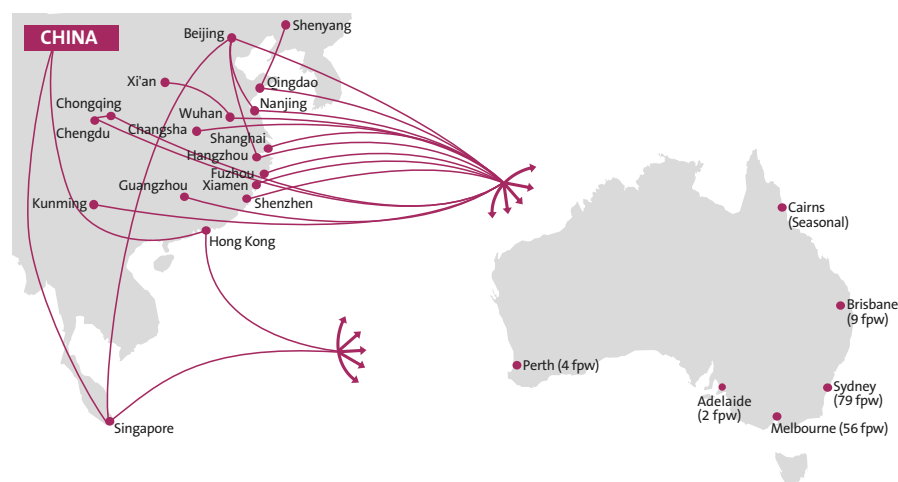 CHINA
Shenyang
Beijing
Xi'an
Qingdao
Chongqing
Nanjing
Wuhan
Chengdu
Changsha
Shanghai
Hangzhou
Fuzhou
Guangzhou
Xiamen
Kunming
Shenzhen
Hong Kong
Singapore
Cairns
(Seasonal)
Brisbane
(9 fpw)
Perth (4 fpw)
Adelaide
(2 fpw)
Sydney
(79 fpw)
Melbourne (56 fpw)